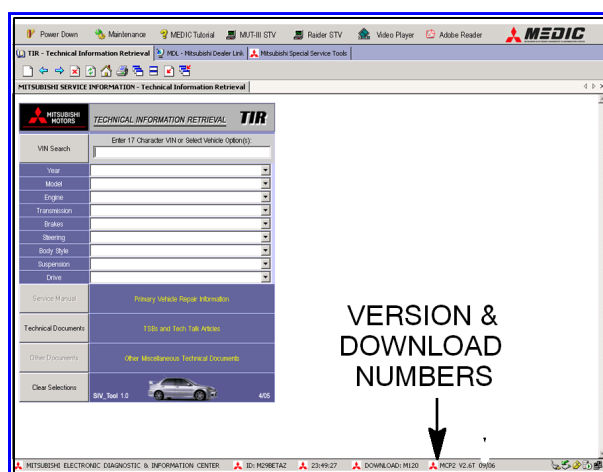 Power Down Maintenance MEDIC Tutorial MUT-III STV Raider STV Video Player Adobe Reader MEDIC
TIR - Technical Information Retrieval MDL - Mitsubishi Dealer Link Mitsubishi Special Service Tools
MITSUBISHI SERVICE INFORMATION - Technical Information Retrieval
MITSUBISHI MOTORS TECHNICAL INFORMATION RETRIEVAL TIR
Enter 17 Character VIN or Select Vehicle Option(s):
VIN Search
Year
Model
Engine
Transmission
Brakes
Steering
Body Style
Suspension
Drive
Service Manual Primary Vehicle Repair Information
Technical Documents TSBs and Tech Talk Articles
Other Documents Other Miscellaneous Technical Documents
Clear Selections SIV_Tool 1.0 4/05
VERSION &
DOWNLOAD
NUMBERS
MITSUBISHI ELECTRONIC DIAGNOSTIC & INFORMATION CENTER ID: M29BETAZ 23:49:27 DOWNLOAD: M120 MCP2 V2.6T 09/06